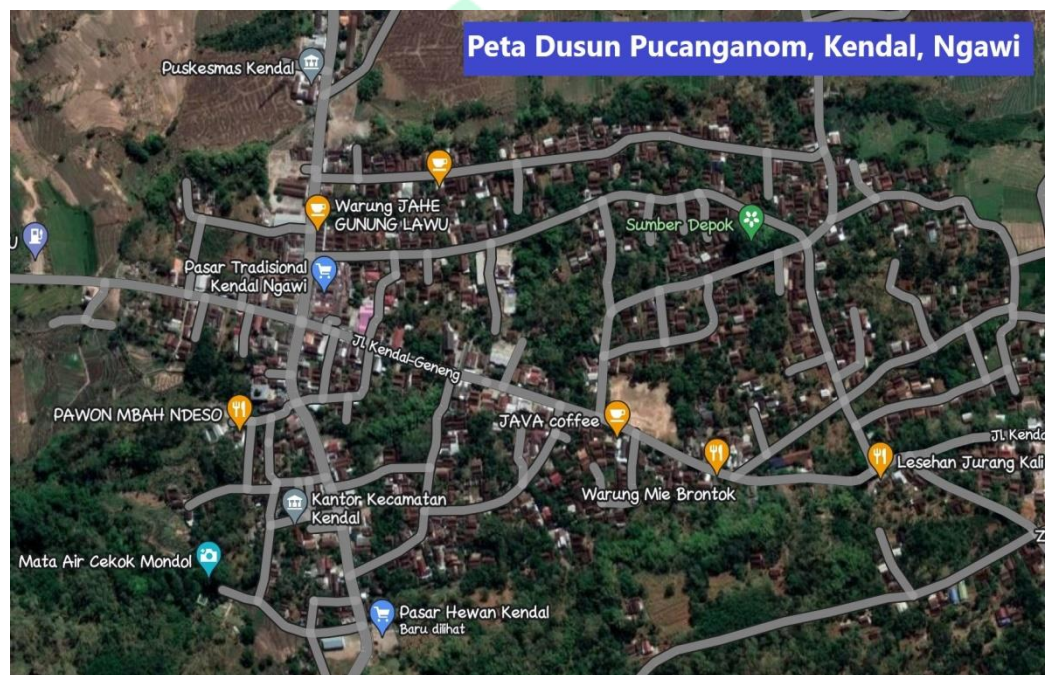 Peta Dusun Pucanganom, Kendal, Ngawi
Puskesmas Kendal
Warung JAHE
GUNUNG LAWU
Sumber Depok
U
Pasar Tradisional
Kendal Ngawi
Jl. Kendal-Geneng
PAWON MBAH NDESO
JAVA coffee
Jl. Kenda
Lesehan Jurang Kali
Warung Mie Brontok
Kantor Kecamatan
Kendal
Z
Mata Air Cekok Mondol
Pasar Hewan Kendal
Baru dilihat